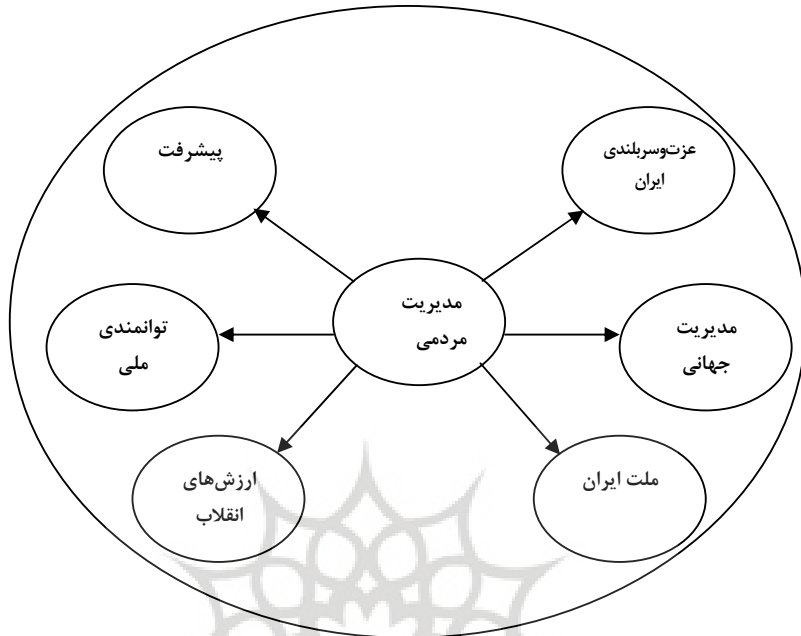 عزت‌وسربلندی
ایران
پیشرفت
مدیریت
مردمی
مدیریت
جهانی
توانمندی
ملی
ملت ایران
ارزش‌های
انقلاب